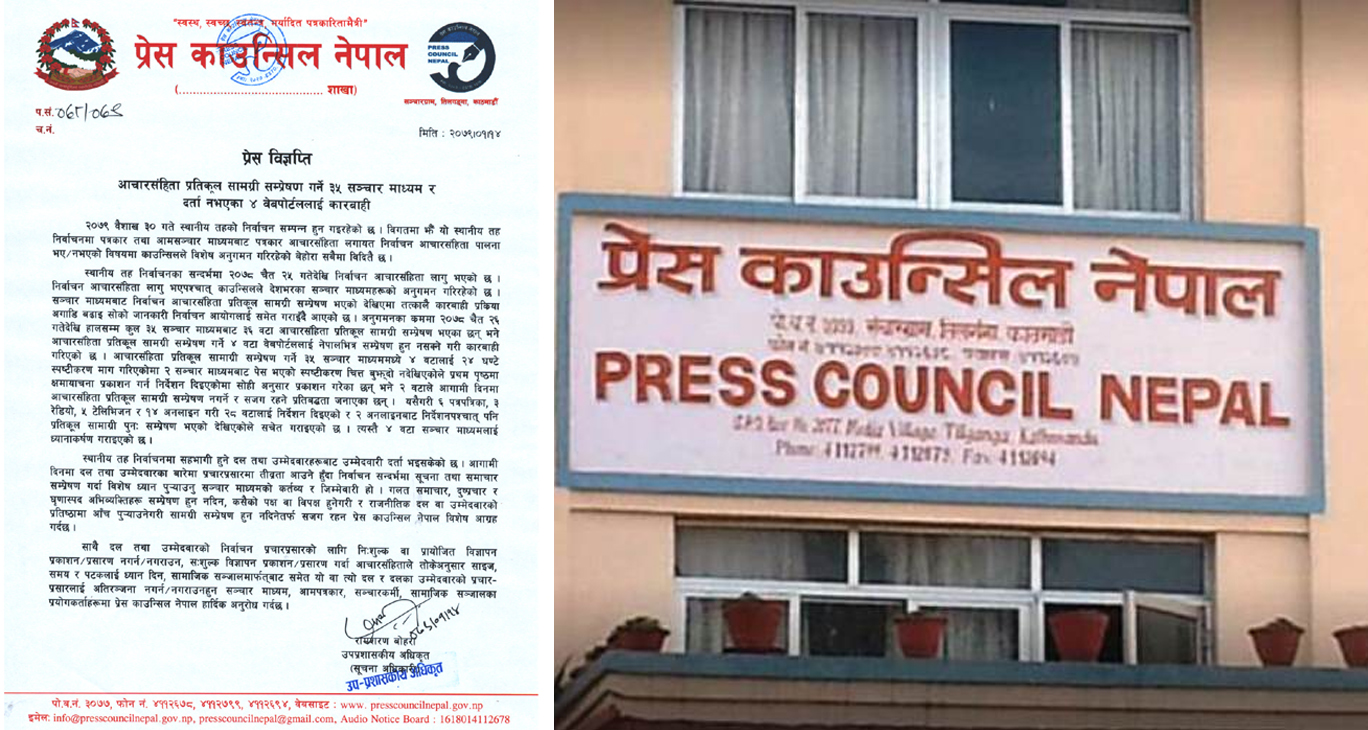 "स्वस्थ, स्वच्छ, स्वतन्त्र, मर्यादित पत्रकारितामैत्री"
प्रेस काउन्सिल नेपाल
PRESS
COUNCIL
NEPAL
(.................................... शाखा)
सञ्चारग्राम, तिलगङ्गा, काठमाडौं
प.सं. ०७८/०७९
च.नं.
मिति : २०७९।०१।१४
प्रेस विज्ञप्ति
आचारसंहिता प्रतिकूल सामग्री सम्प्रेषण गर्ने ३५ सञ्चार माध्यम र
दर्ता नभएका ४ वेबपोर्टललाई कारबाही
२०७९ वैशाख ३० गते स्थानीय तहको निर्वाचन सम्पन्न हुन गइरहेको छ । विगतमा झैं यो स्थानीय तह
निर्वाचनमा पत्रकार तथा आमसञ्चार माध्यमबाट पत्रकार आचारसंहिता लगायत निर्वाचन आचारसंहिता पालना
भए/नभएको विषयमा काउन्सिलले विशेष अनुगमन गरिरहेको बेहोरा सबैमा बिदितै छ ।
स्थानीय तह निर्वाचनका सन्दर्भमा २०७८ चैत २५ गतेदेखि निर्वाचन आचारसंहिता लागु भएको छ ।
निर्वाचन आचारसंहिता लागु भएपश्चात् काउन्सिलले देशभरका सञ्चार माध्यमहरूको अनुगमन गरिरहेको छ ।
सञ्चार माध्यमबाट निर्वाचन आचारसंहिता प्रतिकूल सामग्री सम्प्रेषण भएको देखिएमा तत्कालै कारबाही प्रक्रिया
अगाडि बढाइ सोको जानकारी निर्वाचन आयोगलाई समेत गराइँदै आएको छ । अनुगमनका क्रममा २०७८ चैत २६
गतेदेखि हालसम्म कुल ३५ सञ्चार माध्यमबाट ३६ वटा आचारसंहिता प्रतिकूल सामग्री सम्प्रेषण भएका छन् भने
आचारसंहिता प्रतिकूल सामग्री सम्प्रेषण गर्ने ४ वटा वेबपोर्टललाई नेपालभित्र सम्प्रेषण हुन नसक्ने गरी कारबाही
गरिएको छ । आचारसंहिता प्रतिकूल सामाग्री सम्प्रेषण गर्ने ३५ सञ्चार माध्यममध्ये ४ वटालाई २४ घण्टे
स्पष्टीकरण माग गरिएकोमा २ सञ्चार माध्यमबाट पेस भएको स्पष्टीकरण चित्त बुझ्दो नदेखिएकोले प्रथम पृष्ठमा
क्षमायाचना प्रकाशन गर्न निर्देशन दिइएकोमा सोही अनुसार प्रकाशन गरेका छन् भने २ वटाले आगामी दिनमा
आचारसंहिता प्रतिकूल सामग्री सम्प्रेषण नगर्ने र सजग रहने प्रतिबद्धता जनाएका छन् । यसैगरी ६ पत्रपत्रिका, ३
रेडियो, ५ टेलिभिजन र १४ अनलाइन गरी २८ वटालाई निर्देशन दिइएको र २ अनलाइनबाट निर्देशनपश्चात् पनि
प्रतिकूल सामाग्री पुनः सम्प्रेषण भएको देखिएकोले सचेत गराइएको छ । त्यस्तै ४ वटा सञ्चार माध्यमलाई
ध्यानाकर्षण गराइएको छ ।
स्थानीय तह निर्वाचनमा सहभागी हुने दल तथा उम्मेदवारहरूबाट उम्मेदवारी दर्ता भइसकेको छ । आगामी
दिनमा दल तथा उम्मेदवारका बारेमा प्रचारप्रसारमा तीव्रता आउने हुँदा निर्वाचन सन्दर्भमा सूचना तथा समाचार
सम्प्रेषण गर्दा विशेष ध्यान पुऱ्याउनु सञ्चार माध्यमको कर्तव्य र जिम्मेवारी हो । गलत समाचार, दुष्प्रचार र
घृणास्पद अभिव्यक्तिहरू सम्प्रेषण हुन नदिन, कसैको पक्ष वा विपक्ष हुनेगरी र राजनीतिक दल वा उम्मेदवारको
प्रतिष्ठामा आँच पुऱ्याउनेगरी सामाग्री सम्प्रेषण हुन नदिनेतर्फ सजग रहन प्रेस काउन्सिल नेपाल विशेष आग्रह
गर्दछ ।
साथै दल तथा उम्मेदवारको निर्वाचन प्रचारप्रसारको लागि निःशुल्क वा प्रायोजित विज्ञापन
प्रकाशन/प्रसारण नगर्न/नगराउन, सःशुल्क विज्ञापन प्रकाशन/प्रसारण गर्दा आचारसंहिताले तोकेअनुसार साइज,
समय र पटकलाई ध्यान दिन, सामाजिक सञ्जालमार्फत्‌बाट समेत यो वा त्यो दल र दलका उम्मेदवारको प्रचार-
प्रसारलाई अतिरञ्जना नगर्न/नगराउनहुन सञ्चार माध्यम, आमपत्रकार, सञ्चारकर्मी, सामाजिक सञ्जालका
प्रयोगकर्ताहरूमा प्रेस काउन्सिल नेपाल हार्दिक अनुरोध गर्दछ ।
०७९/०१/१४
रामशरण बोहरा
उपप्रशासकीय अधिकृत
(सूचना अधिकारी)
उप-प्रशासकीय अधिकृत
पो.व.नं. ३०७७, फोन नं. ४११२६७८, ४११२७९९, ४११२६९४, वेबसाइट : www. presscouncilnepal.gov.np
इमेल: info@presscouncilnepal.gov.np, presscouncilnepal@gmail.com, Audio Notice Board : 1618014112678
प्रेस काउन्सिल नेपाल
PRESS COUNCIL NEPAL
Media Village, Tilganga, Kathmandu
Phone: 4112799, Fax: 4112694